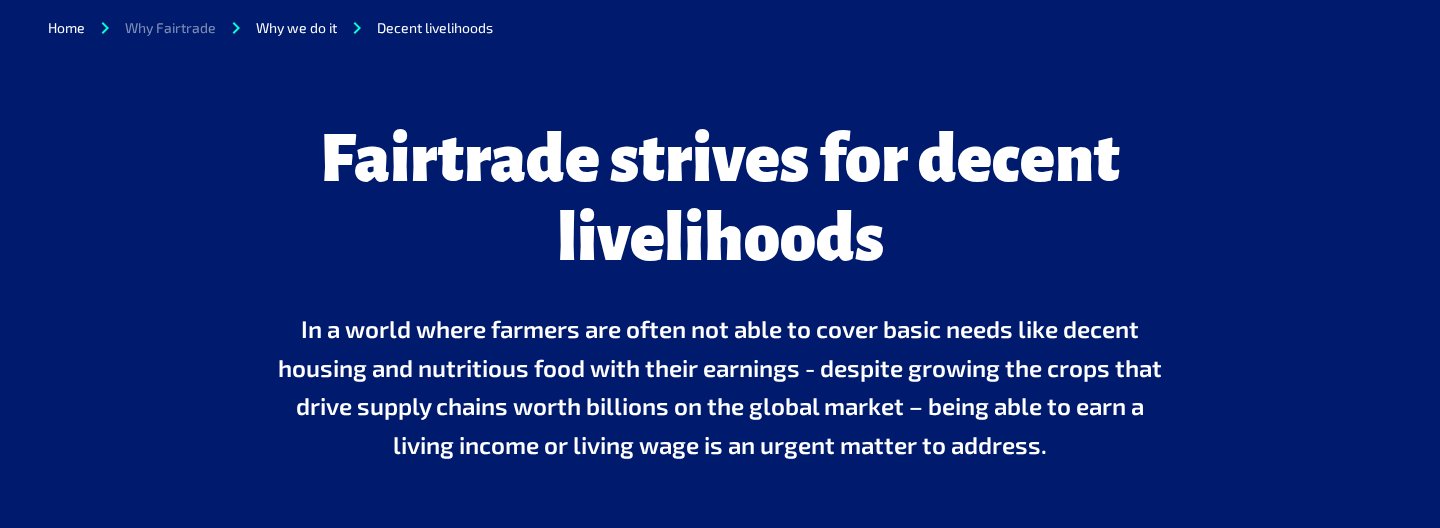 Home > Why Fairtrade > Why we do it > Decent livelihoods
Fairtrade strives for decent
livelihoods
In a world where farmers are often not able to cover basic needs like decent
housing and nutritious food with their earnings - despite growing the crops that
drive supply chains worth billions on the global market – being able to earn a
living income or living wage is an urgent matter to address.